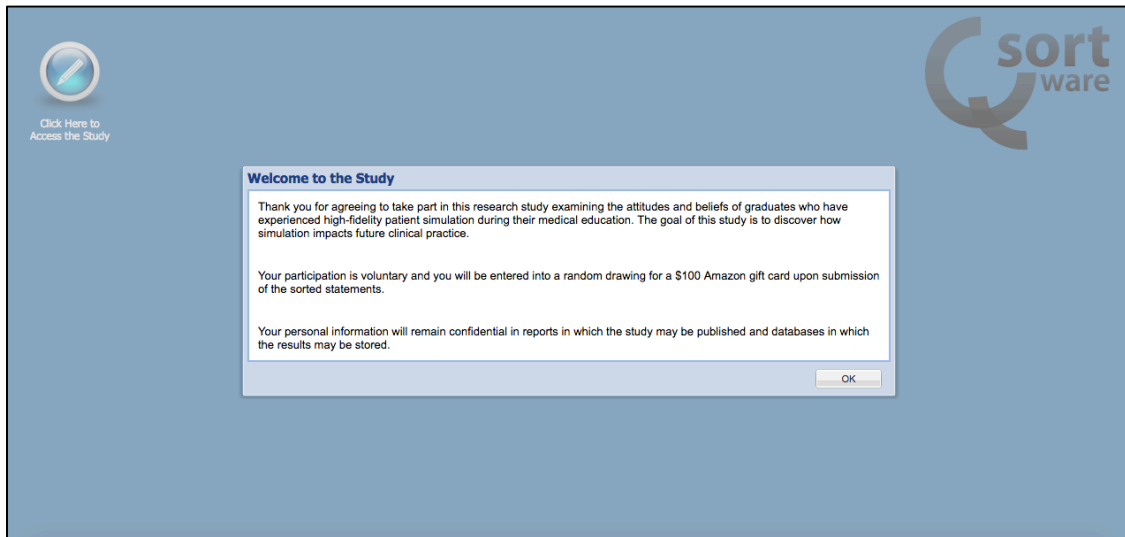 Click Here to
Access the Study
Qsort
ware
Welcome to the Study
Thank you for agreeing to take part in this research study examining the attitudes and beliefs of graduates who have
experienced high-fidelity patient simulation during their medical education. The goal of this study is to discover how
simulation impacts future clinical practice.
Your participation is voluntary and you will be entered into a random drawing for a $100 Amazon gift card upon submission
of the sorted statements.
Your personal information will remain confidential in reports in which the study may be published and databases in which
the results may be stored.
OK